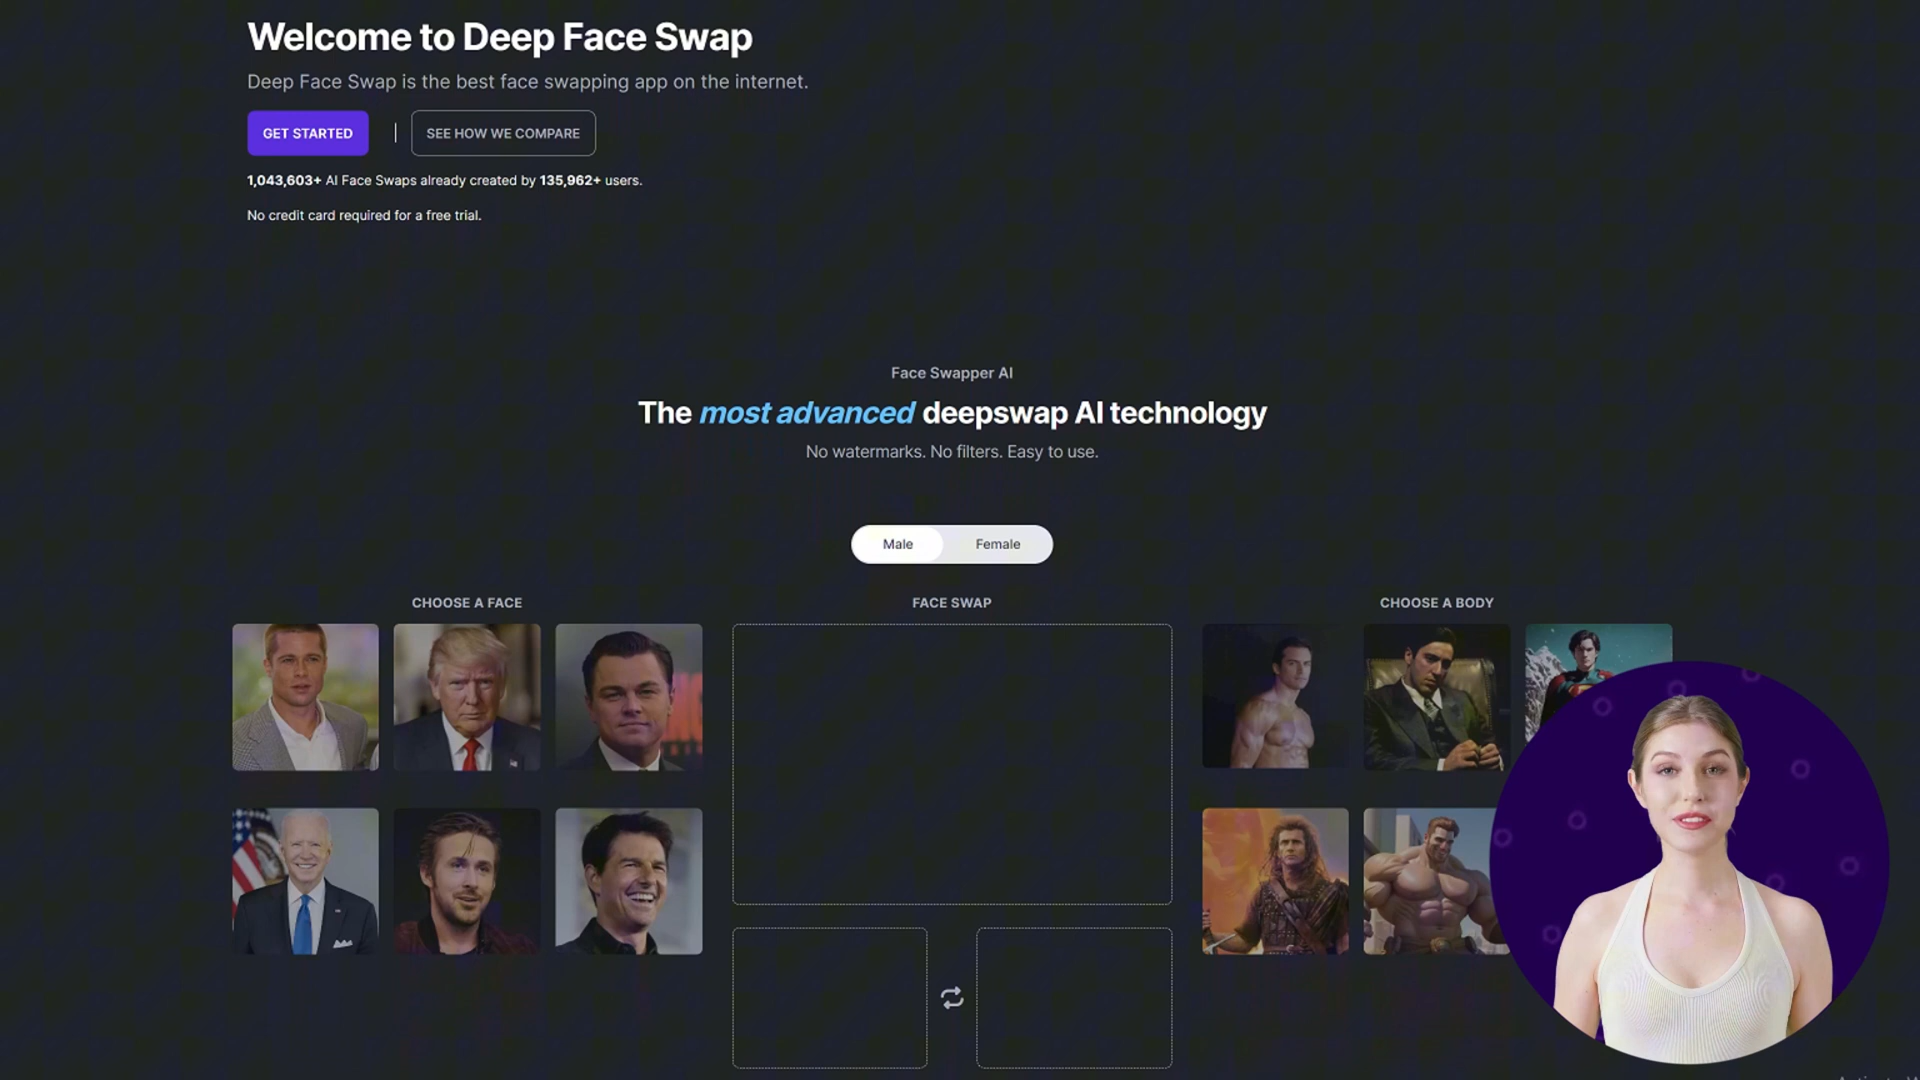 Welcome to Deep Face Swap
Deep Face Swap is the best face swapping app on the internet.
GET STARTED
SEE HOW WE COMPARE
1,043,603+ AI Face Swaps already created by 135,962+ users.
No credit card required for a free trial.
Face Swapper AI
The most advanced deepswap AI technology
No watermarks. No filters. Easy to use.
Male Female
CHOOSE A FACE
FACE SWAP
CHOOSE A BODY